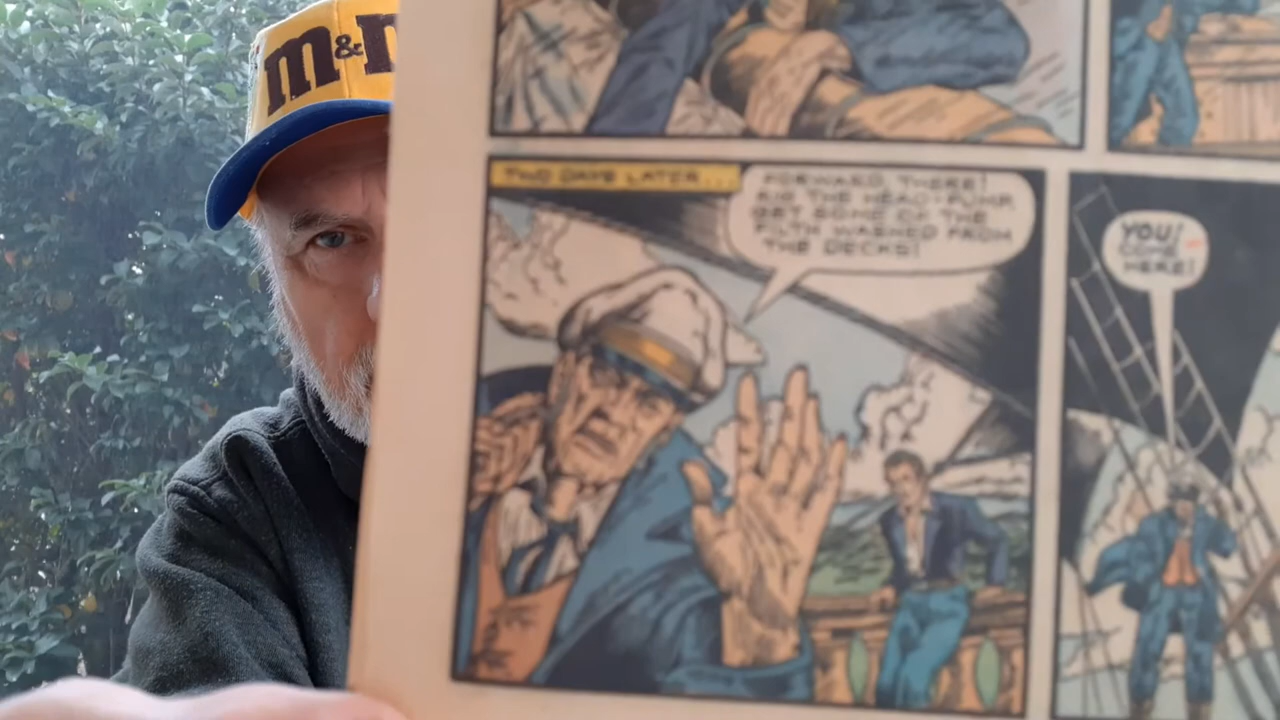 m&m
TWO DAYS LATER...
FORWARD, THERE!
RIG THE HEAD-PUMP
GET SOME OF THE
FILTH WASHED FROM
THE DECKS!
YOU!
COME
HERE!